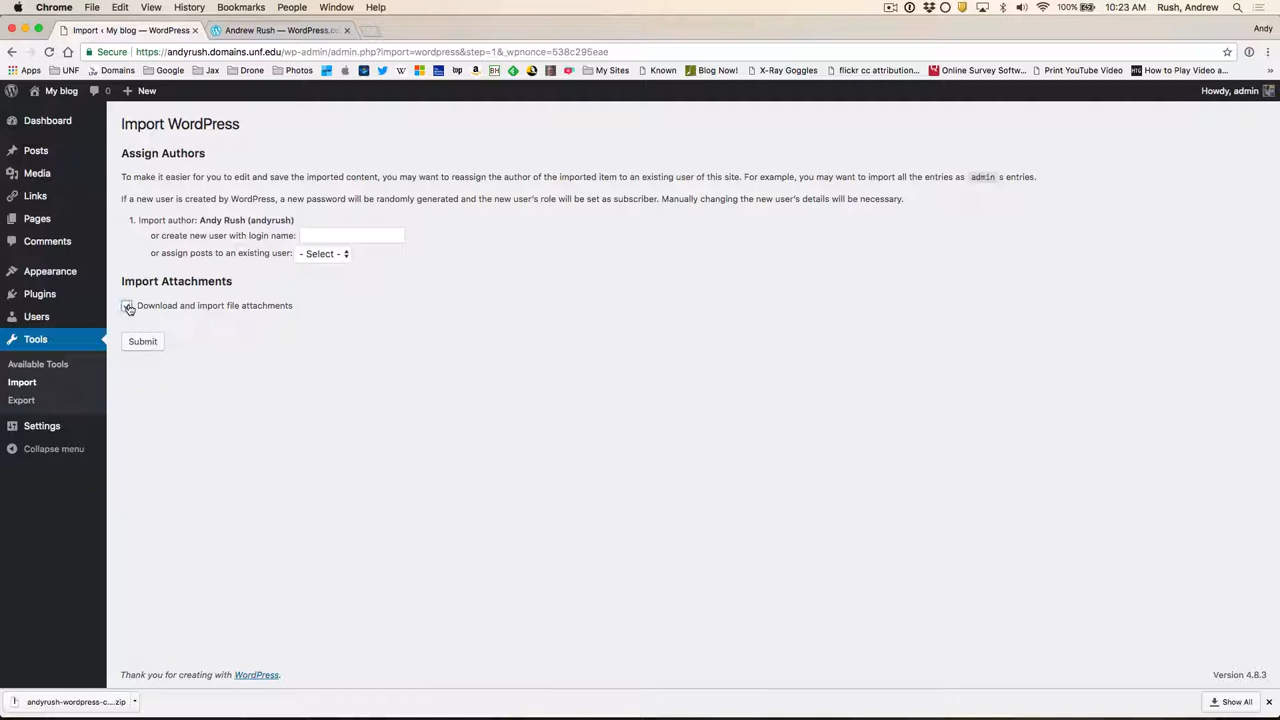 Chrome File Edit View History Bookmarks People Window Help 100% 10:23 AM Rush, Andrew
Import ‹ My blog — WordPress × Andrew Rush — WordPress.co × Andy
Secure https://andyrush.domains.unf.edu/wp-admin/admin.php?import=wordpress&step=1&_wpnonce=538c295eae
Apps UNF Domains Google Jax Drone Photos My Sites Known Blog Now! X-Ray Goggles flickr cc attribution... Online Survey Softw... Print YouTube Video How to Play Video a...
My blog 0 + New Howdy, admin
Dashboard
Posts
Media
Links
Pages
Comments
Appearance
Plugins
Users
Tools
Available Tools
Import
Export
Settings
Collapse menu
Import WordPress
Assign Authors
To make it easier for you to edit and save the imported content, you may want to reassign the author of the imported item to an existing user of this site. For example, you may want to import all the entries as admin s entries.
If a new user is created by WordPress, a new password will be randomly generated and the new user's role will be set as subscriber. Manually changing the new user's details will be necessary.
1. Import author: Andy Rush (andyrush)
or create new user with login name:
or assign posts to an existing user: - Select -
Import Attachments
Download and import file attachments
Submit
Thank you for creating with WordPress. Version 4.8.3
andyrush-wordpress-c....zip Show All